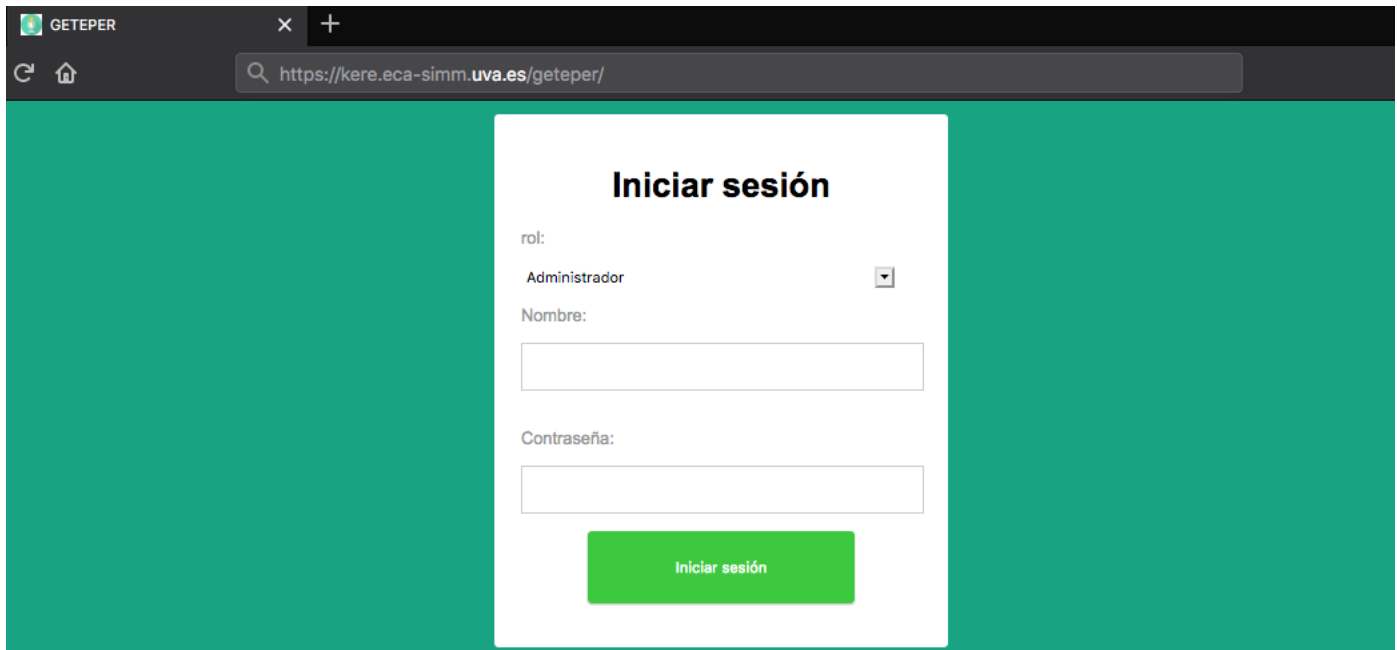 GETEPER
https://kere.eca-simm.uva.es/geteper/
Iniciar sesión
rol:
Administrador
Nombre:
Contraseña:
Iniciar sesión